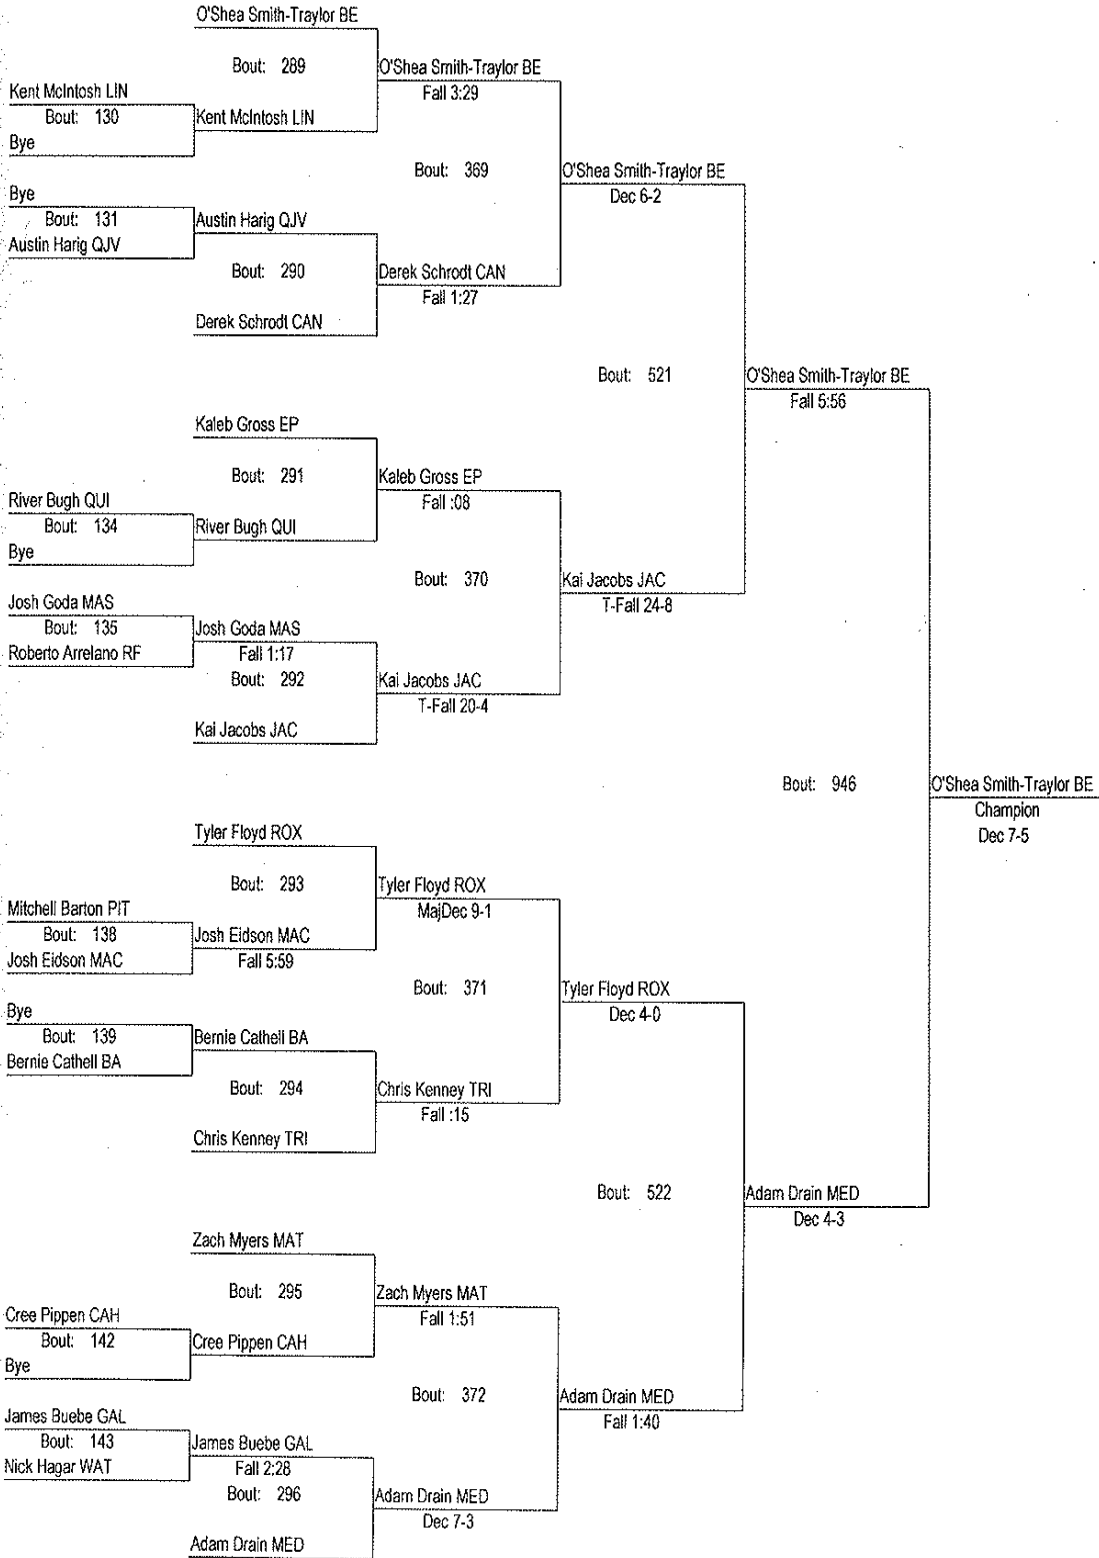 O'Shea Smith-Traylor BE
Bout: 289
O'Shea Smith-Traylor BE
Fall 3:29
Kent McIntosh LIN
Bout: 130
Kent McIntosh LIN
Bye
Bout: 369
O'Shea Smith-Traylor BE
Dec 6-2
Bye
Bout: 131
Austin Harig QJV
Austin Harig QJV
Bout: 290
Derek Schrodt CAN
Fall 1:27
Derek Schrodt CAN
Bout: 521
O'Shea Smith-Traylor BE
Fall 5:56
Kaleb Gross EP
Bout: 291
Kaleb Gross EP
Fall :08
River Bugh QUI
Bout: 134
River Bugh QUI
Bye
Bout: 370
Kai Jacobs JAC
T-Fall 24-8
Josh Goda MAS
Bout: 135
Josh Goda MAS
Roberto Arrelano RF
Fall 1:17
Bout: 292
Kai Jacobs JAC
T-Fall 20-4
Kai Jacobs JAC
Bout: 946
O'Shea Smith-Traylor BE
Champion
Dec 7-5
Tyler Floyd ROX
Bout: 293
Tyler Floyd ROX
MajDec 9-1
Mitchell Barton PIT
Bout: 138
Josh Eidson MAC
Josh Eidson MAC
Fall 5:59
Bout: 371
Tyler Floyd ROX
Dec 4-0
Bye
Bout: 139
Bernie Cathell BA
Bernie Cathell BA
Bout: 294
Chris Kenney TRI
Fall :15
Chris Kenney TRI
Bout: 522
Adam Drain MED
Dec 4-3
Zach Myers MAT
Bout: 295
Zach Myers MAT
Fall 1:51
Cree Pippen CAH
Bout: 142
Cree Pippen CAH
Bye
Bout: 372
Adam Drain MED
Fall 1:40
James Buebe GAL
Bout: 143
James Buebe GAL
Nick Hagar WAT
Fall 2:28
Bout: 296
Adam Drain MED
Dec 7-3
Adam Drain MED